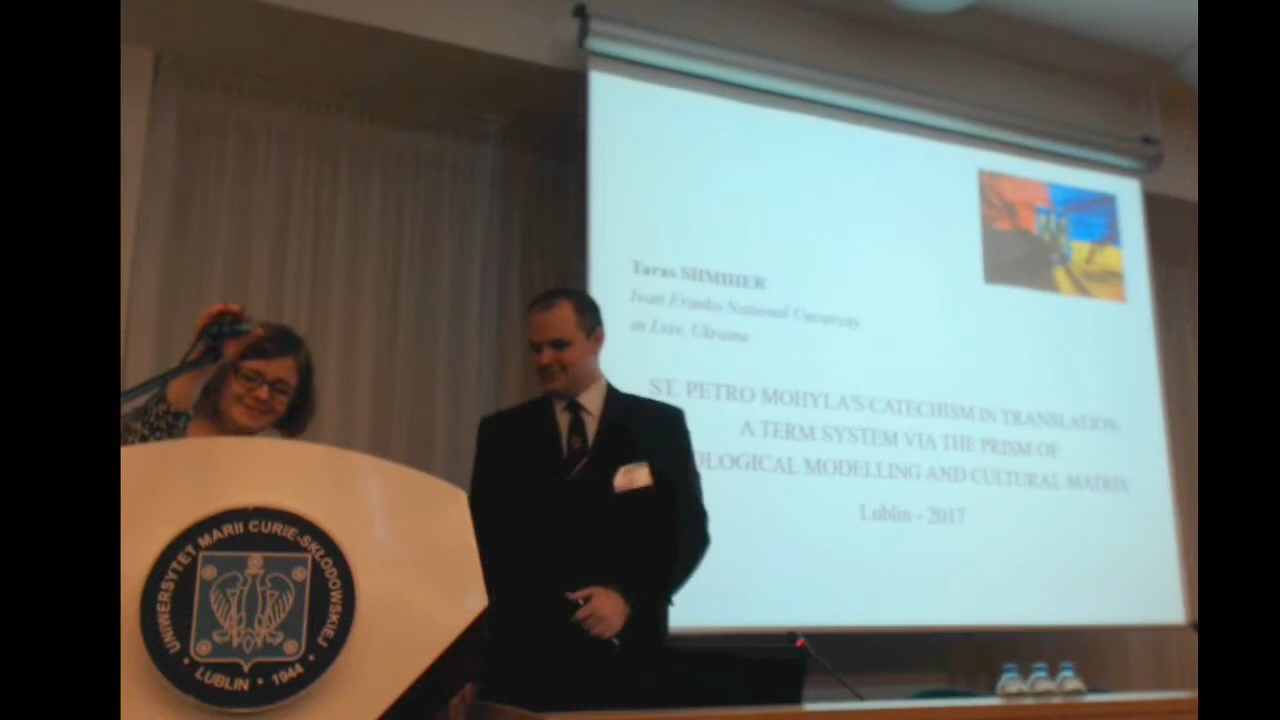 Taras SHMIHER
Ivan Franko National University
in Lviv, Ukraine
ST. PETRO MOHYLA'S CATECHISM IN TRANSLATION:
A TERM SYSTEM VIA THE PRISM OF
OLOGICAL MODELLING AND CULTURAL MATRIX
Lublin - 2017
UNIWERSYTET MARII CURIE-SKŁODOWSKIEJ
LUBLIN • 1944